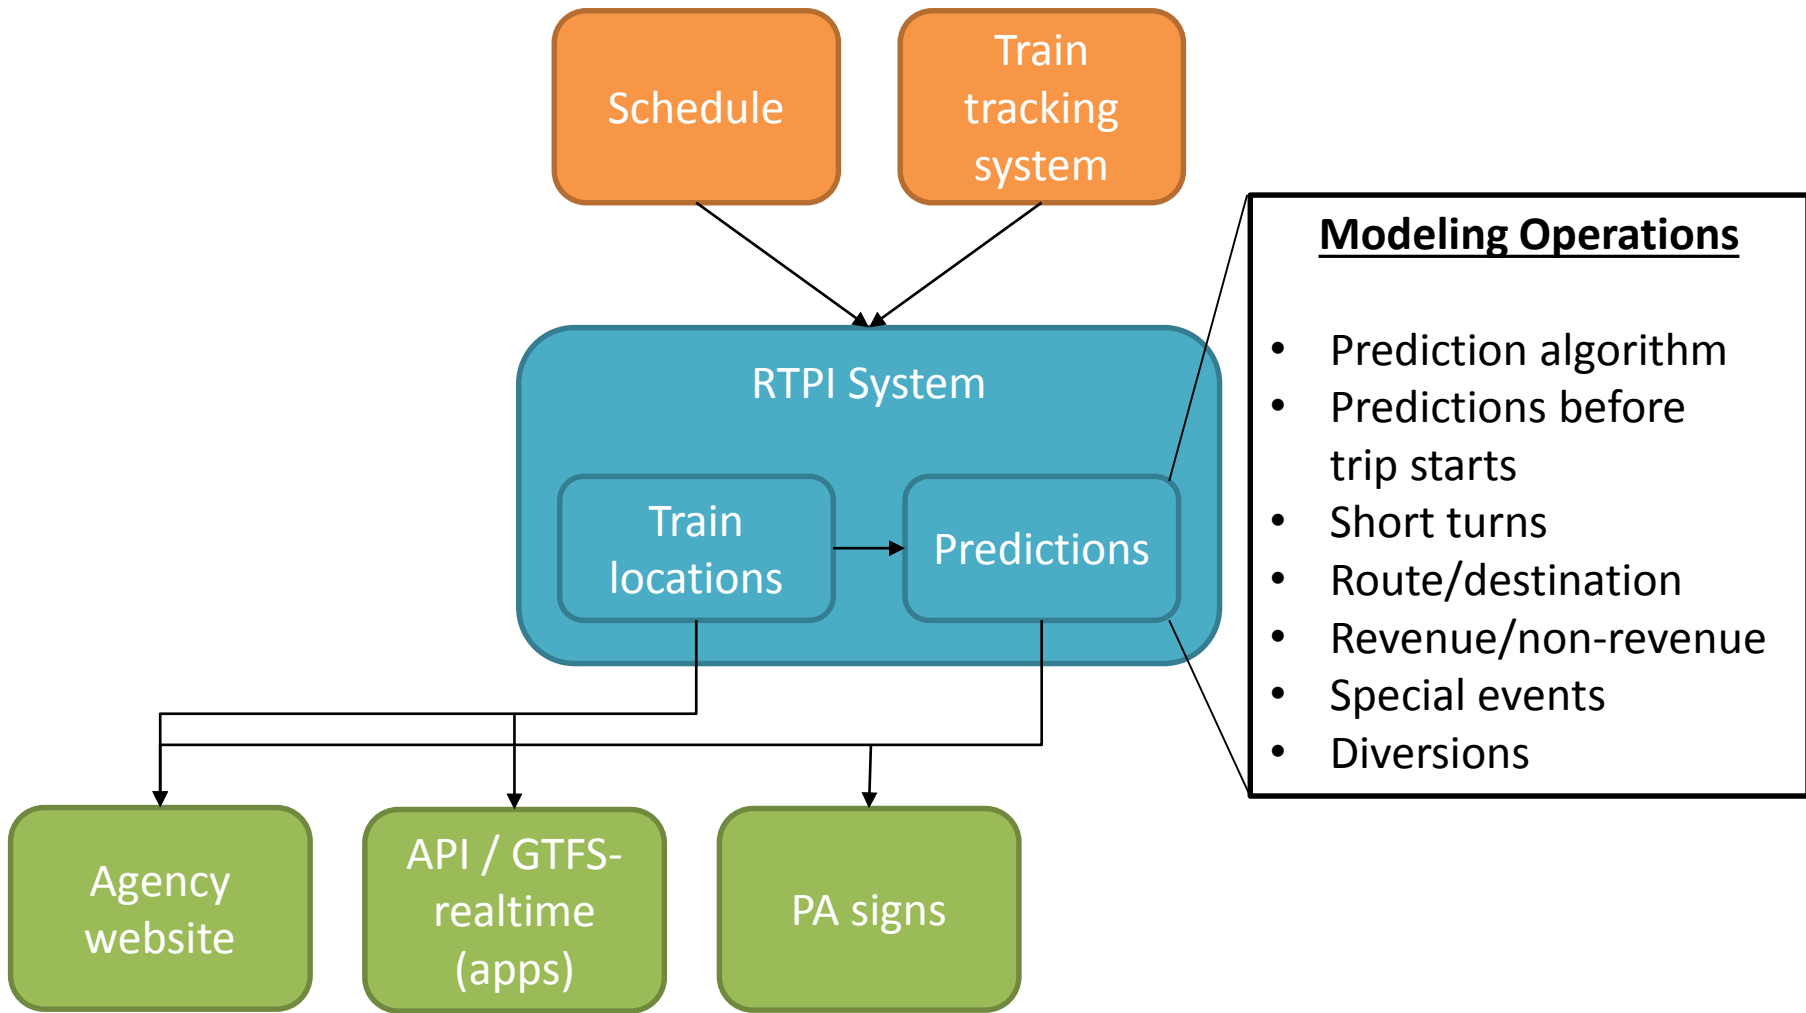 Schedule
Train
tracking
system
Modeling Operations
• Prediction algorithm
• Predictions before
trip starts
• Short turns
• Route/destination
• Revenue/non-revenue
• Special events
• Diversions
RTPI System
Train
locations
Predictions
Agency
website
API / GTFS-
realtime
(apps)
PA signs